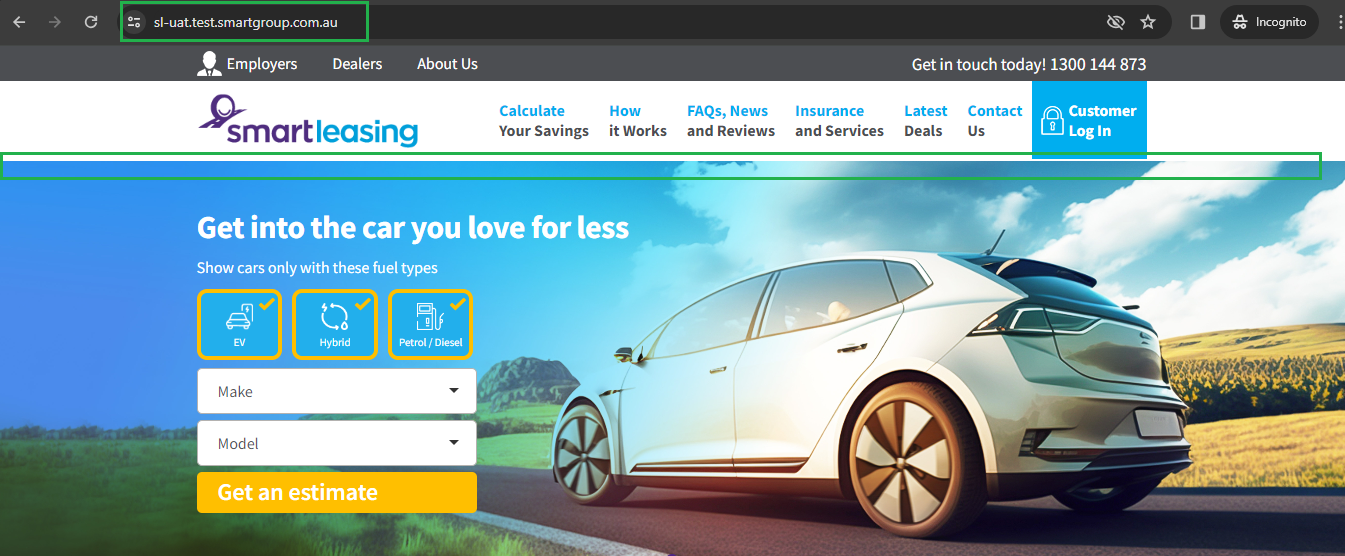 sl-uat.test.smartgroup.com.au
Incognito
Employers Dealers About Us Get in touch today! 1300 144 873
smartleasing
Calculate How FAQs, News Insurance Latest Contact Customer
Your Savings it Works and Reviews and Services Deals Us Log In
Get into the car you love for less
Show cars only with these fuel types
EV Hybrid Petrol / Diesel
Make
Model
Get an estimate